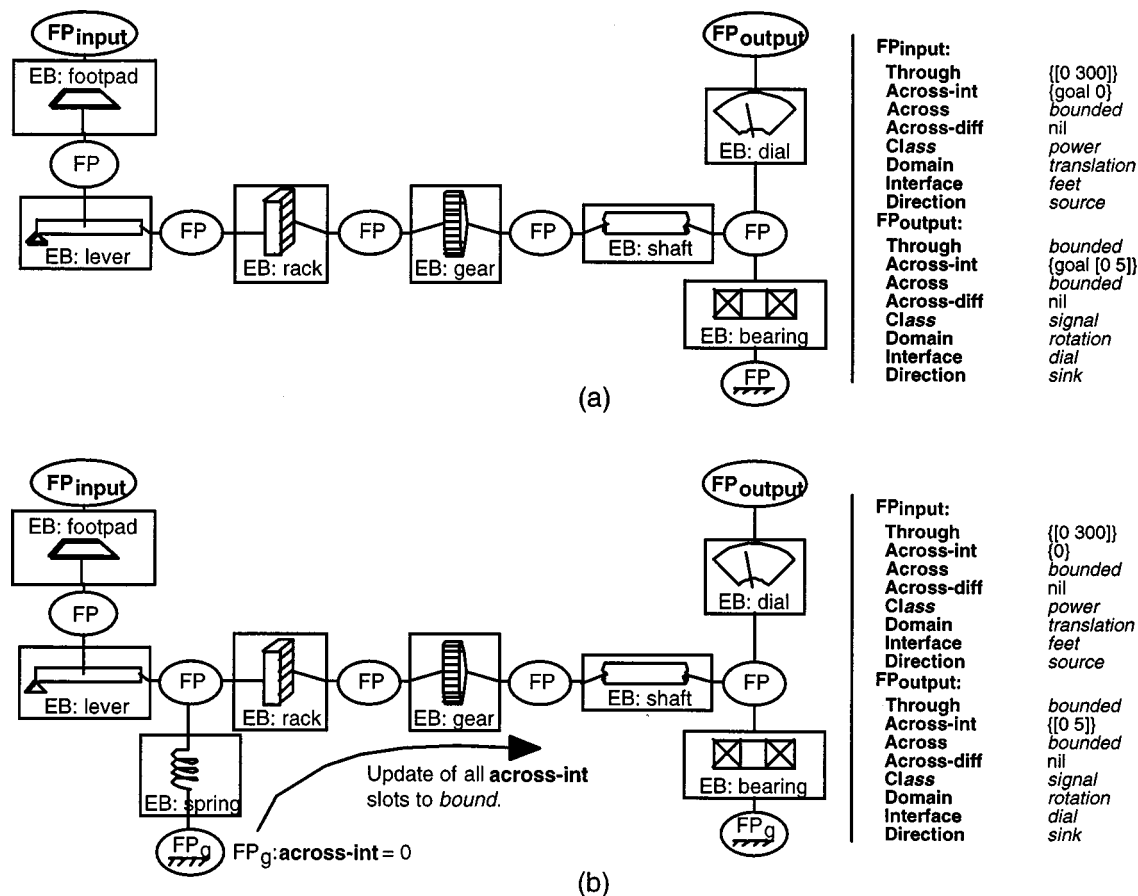 FPinput
EB: footpad
FP
EB: lever
FP
EB: rack
FP
EB: gear
FP
EB: shaft
FP
FPoutput
EB: dial
EB: bearing
FP
(a)
FPinput:
Through {[0 300]}
Across-int {goal 0}
Across bounded
Across-diff nil
Class power
Domain translation
Interface feet
Direction source
FPoutput:
Through bounded
Across-int {goal [0 5]}
Across bounded
Across-diff nil
Class signal
Domain rotation
Interface dial
Direction sink
FPinput
EB: footpad
FP
EB: lever
FP
EB: rack
FP
EB: gear
FP
EB: shaft
FP
FPoutput
EB: dial
EB: bearing
FPg
EB: spring
FPg
FPg:across-int = 0
Update of all across-int
slots to bound.
(b)
FPinput:
Through {[0 300]}
Across-int {0}
Across bounded
Across-diff nil
Class power
Domain translation
Interface feet
Direction source
FPoutput:
Through bounded
Across-int {[0 5]}
Across bounded
Across-diff nil
Class signal
Domain rotation
Interface dial
Direction sink